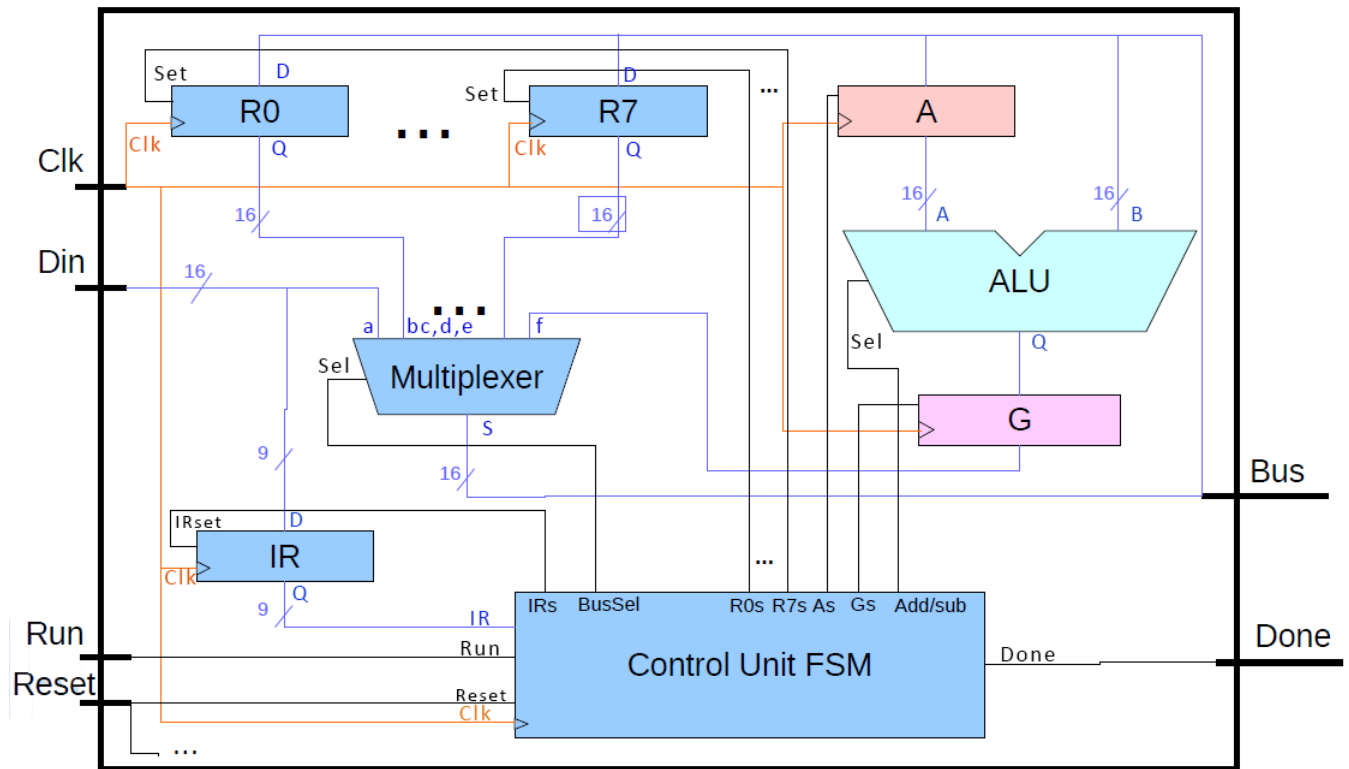 Set
D
R0
Clk
Q
...
Set
D
R7
Clk
Q
...
A
Clk
Din
16
16
16
16
A
16
B
ALU
Q
Sel
16
...
a
bc,d,e
f
Sel
Multiplexer
S
G
9
16
Bus
IRset
D
IR
Clk
Q
9
...
IRs
BusSel
R0s
R7s
As
Gs
Add/sub
IR
Run
Run
Control Unit FSM
Done
Done
Reset
Reset
Clk
...